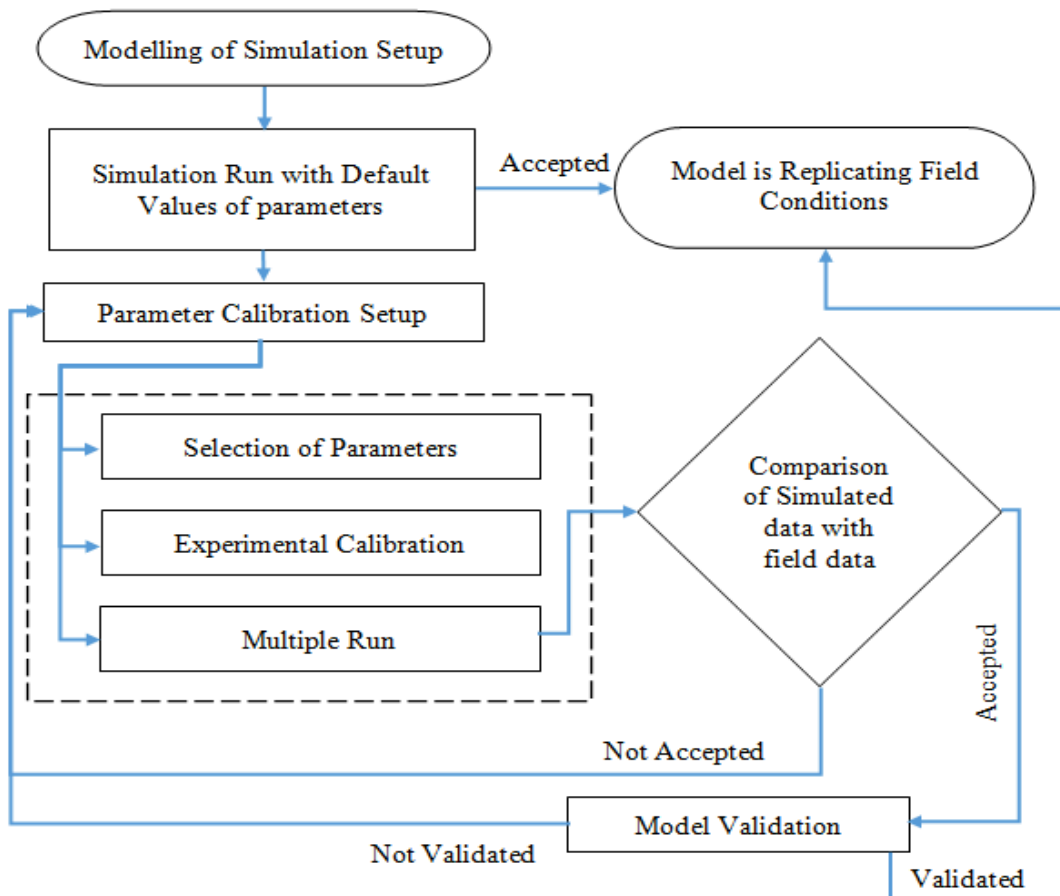 Modelling of Simulation Setup
Simulation Run with Default
Values of parameters
Accepted
Model is Replicating Field
Conditions
Parameter Calibration Setup
Selection of Parameters
Experimental Calibration
Multiple Run
Comparison
of Simulated
data with
field data
Accepted
Not Accepted
Model Validation
Not Validated
Validated